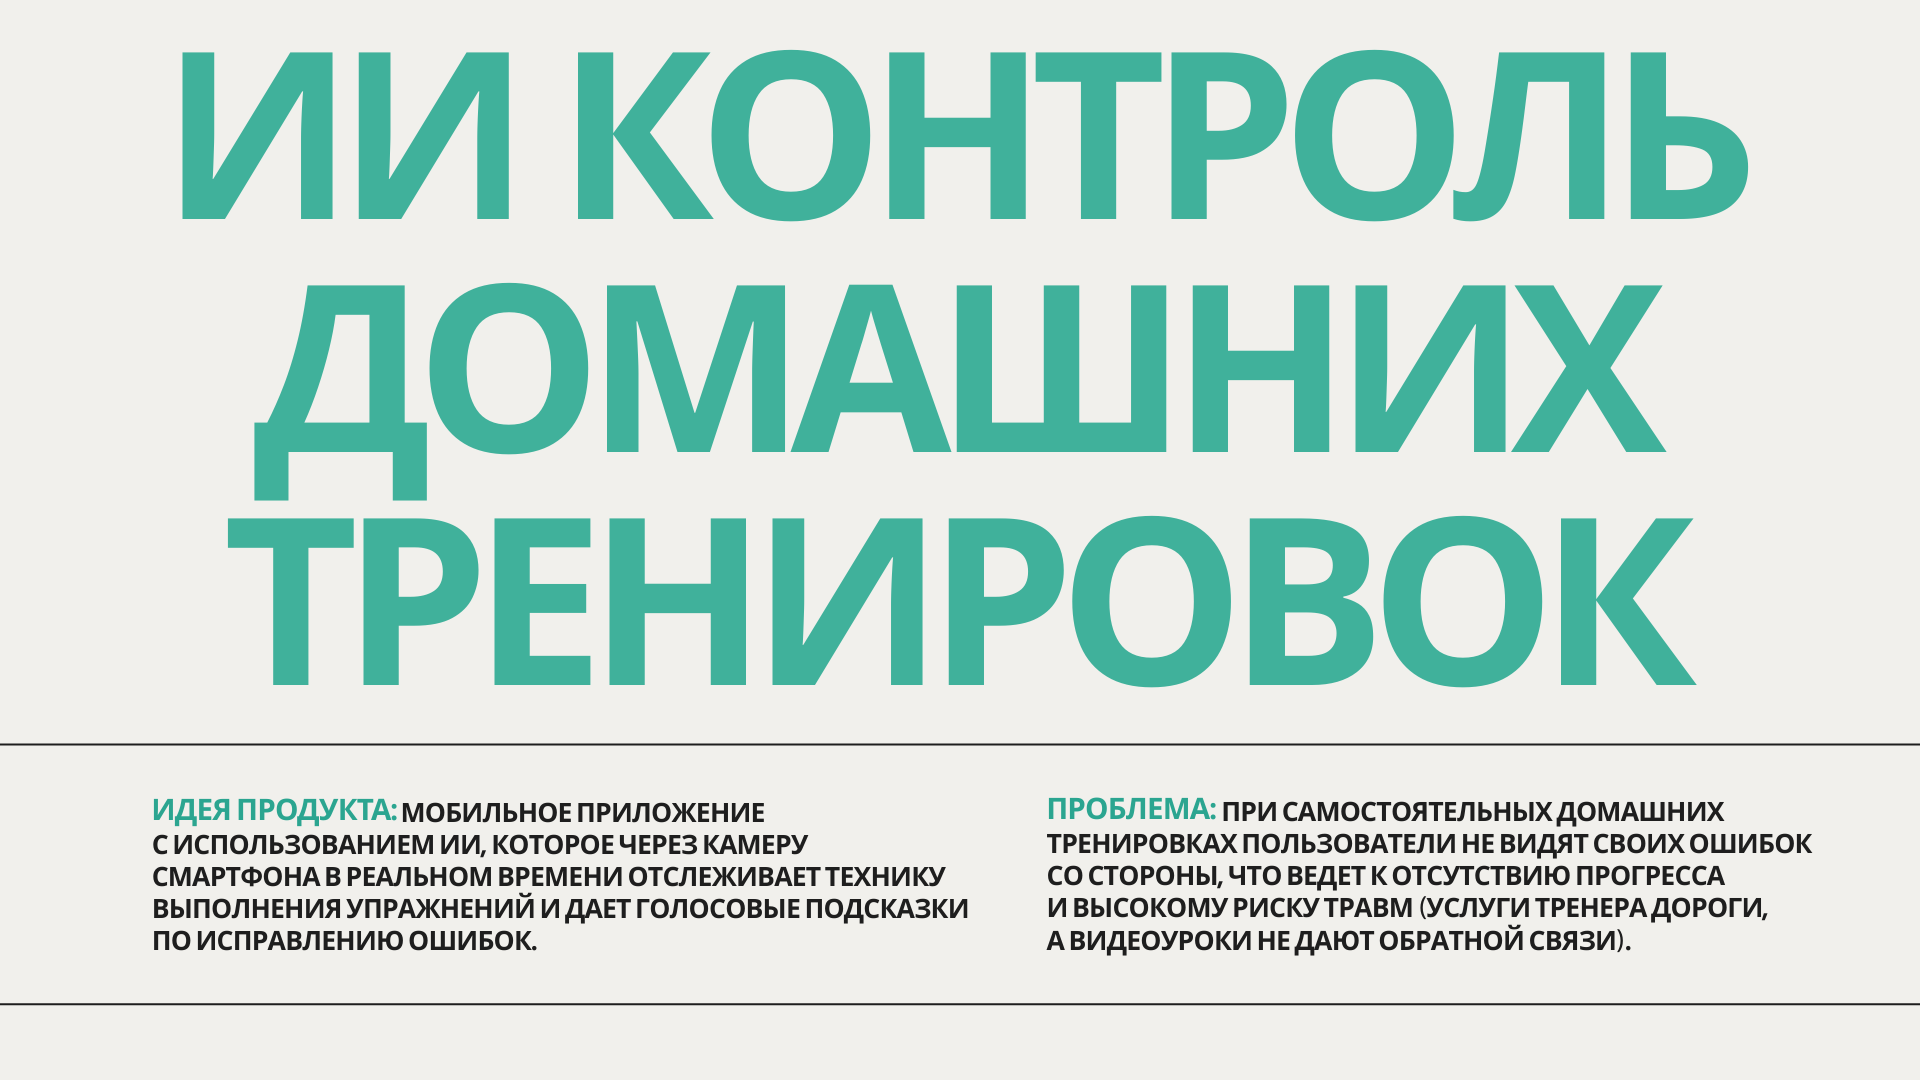 ИИ КОНТРОЛЬ
ДОМАШНИХ
ТРЕНИРОВОК
ИДЕЯ ПРОДУКТА: МОБИЛЬНОЕ ПРИЛОЖЕНИЕ
С ИСПОЛЬЗОВАНИЕМ ИИ, КОТОРОЕ ЧЕРЕЗ КАМЕРУ
СМАРТФОНА В РЕАЛЬНОМ ВРЕМЕНИ ОТСЛЕЖИВАЕТ ТЕХНИКУ
ВЫПОЛНЕНИЯ УПРАЖНЕНИЙ И ДАЕТ ГОЛОСОВЫЕ ПОДСКАЗКИ
ПО ИСПРАВЛЕНИЮ ОШИБОК.
ПРОБЛЕМА: ПРИ САМОСТОЯТЕЛЬНЫХ ДОМАШНИХ
ТРЕНИРОВКАХ ПОЛЬЗОВАТЕЛИ НЕ ВИДЯТ СВОИХ ОШИБОК
СО СТОРОНЫ, ЧТО ВЕДЕТ К ОТСУТСТВИЮ ПРОГРЕССА
И ВЫСОКОМУ РИСКУ ТРАВМ (УСЛУГИ ТРЕНЕРА ДОРОГИ,
А ВИДЕОУРОКИ НЕ ДАЮТ ОБРАТНОЙ СВЯЗИ).